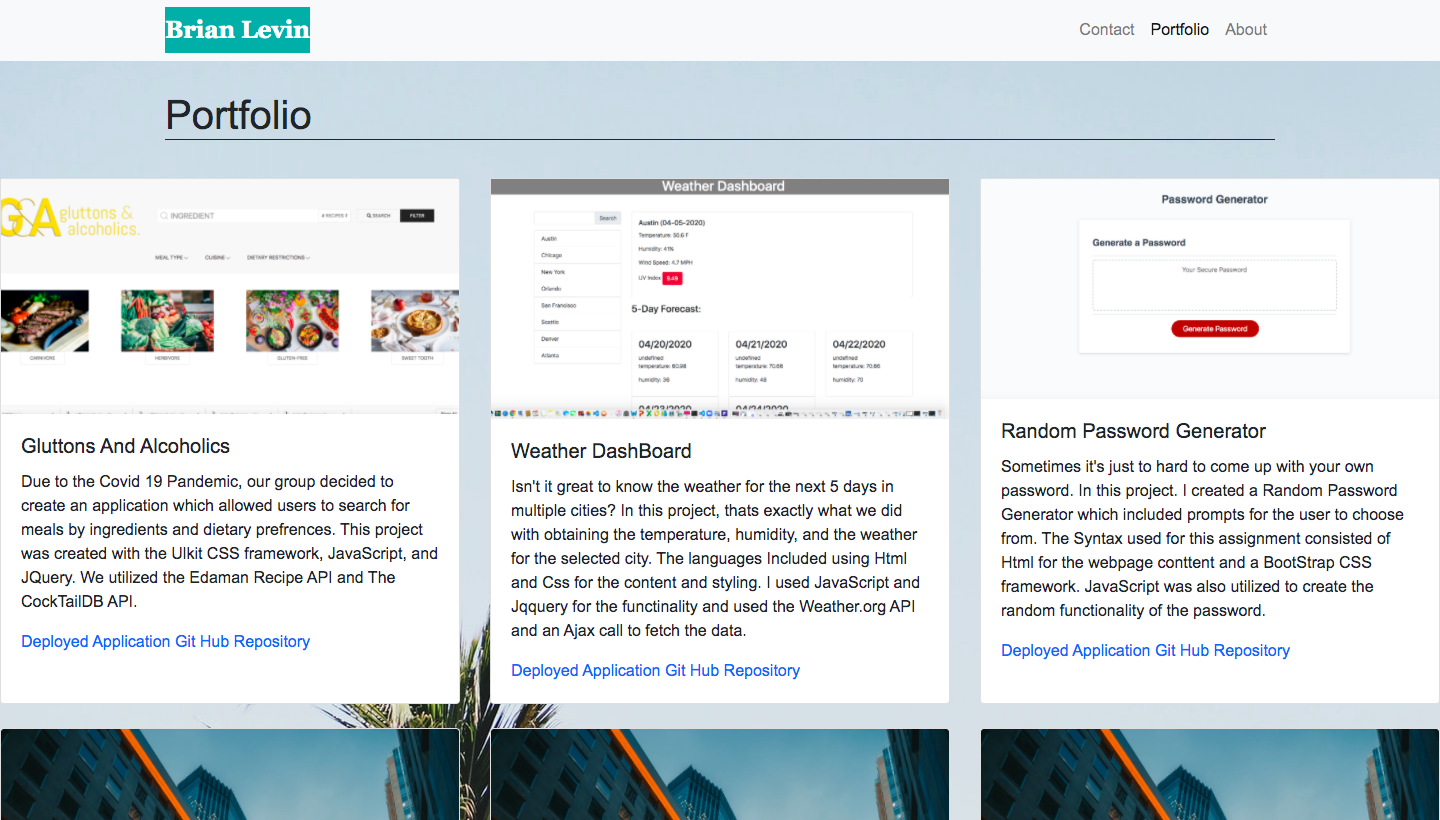 Brian Levin
Contact Portfolio About
Portfolio
G&A gluttons &
alcoholics.
INGREDIENT
# RECIPES
SEARCH
FILTER
MEAL TYPE CUISINE DIETARY RESTRICTIONS
CARNIVORE HERBIVORE GLUTEN-FREE SWEET TOOTH
Gluttons And Alcoholics
Due to the Covid 19 Pandemic, our group decided to
create an application which allowed users to search for
meals by ingredients and dietary prefrences. This project
was created with the UIkit CSS framework, JavaScript, and
JQuery. We utilized the Edaman Recipe API and The
CockTailDB API.
Deployed Application Git Hub Repository
Weather Dashboard
Search
Austin
Chicago
New York
Orlando
San Francisco
Seattle
Denver
Atlanta
Austin (04-05-2020)
Temperature: 50.6 F
Humidity: 41%
Wind Speed: 4.7 MPH
UV Index 9.49
5-Day Forecast:
04/20/2020
undefined
temperature: 60.98
humidity: 36
04/21/2020
undefined
temperature: 70.68
humidity: 48
04/22/2020
undefined
temperature: 70.86
humidity: 70
04/23/2020
04/24/2020
Weather DashBoard
Isn't it great to know the weather for the next 5 days in
multiple cities? In this project, thats exactly what we did
with obtaining the temperature, humidity, and the weather
for the selected city. The languages Included using Html
and Css for the content and styling. I used JavaScript and
Jqquery for the functinality and used the Weather.org API
and an Ajax call to fetch the data.
Deployed Application Git Hub Repository
Password Generator
Generate a Password
Your Secure Password
Generate Password
Random Password Generator
Sometimes it's just to hard to come up with your own
password. In this project. I created a Random Password
Generator which included prompts for the user to choose
from. The Syntax used for this assignment consisted of
Html for the webpage conttent and a BootStrap CSS
framework. JavaScript was also utilized to create the
random functionality of the password.
Deployed Application Git Hub Repository